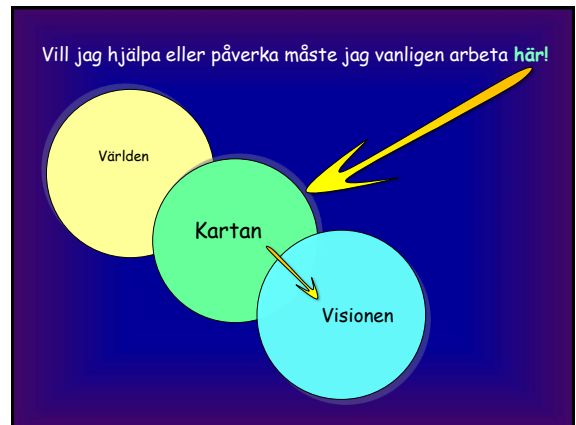 Vill jag hjälpa eller påverka måste jag vanligen arbeta här!
Världen
Kartan
Visionen